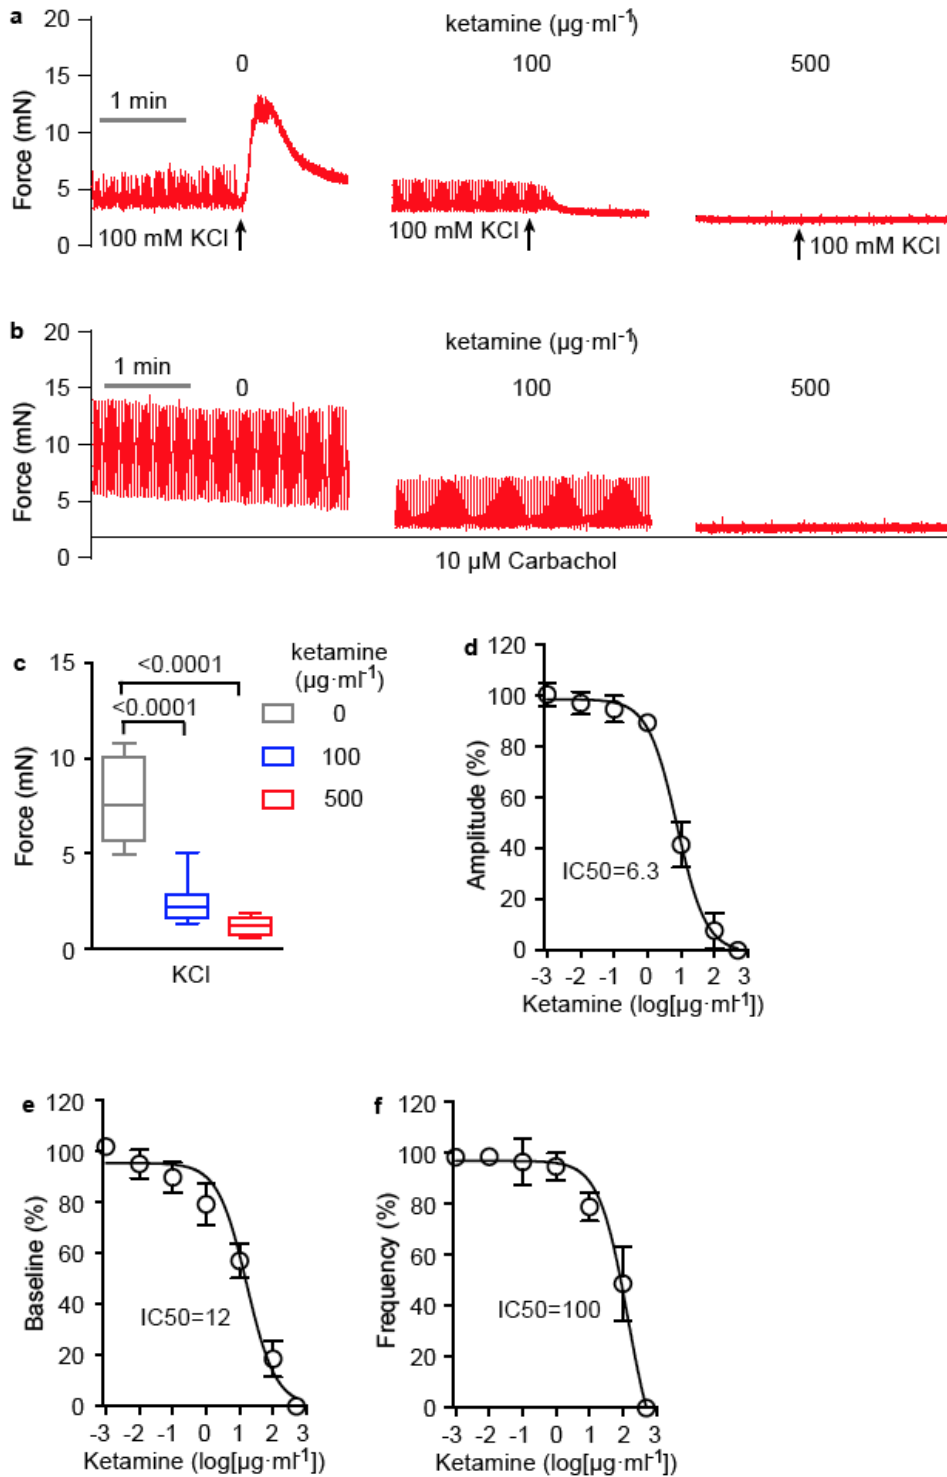 a
20
ketamine (µg·ml-1)
0
100
500
15
1 min
10
5
0
Force (mN)
100 mM KCl
100 mM KCl
100 mM KCl
b
20
ketamine (µg·ml-1)
1 min
0
100
500
15
10
5
0
Force (mN)
10 µM Carbachol
c
15
<0.0001
<0.0001
10
5
0
Force (mN)
KCl
ketamine
(µg·ml-1)
0
100
500
d
120
100
80
60
40
20
0
Amplitude (%)
IC50=6.3
-3 -2 -1 0 1 2 3
Ketamine (log[µg·ml-1])
e
120
100
80
60
40
20
0
Baseline (%)
IC50=12
-3 -2 -1 0 1 2 3
Ketamine (log[µg·ml-1])
f
120
100
80
60
40
20
0
Frequency (%)
IC50=100
-3 -2 -1 0 1 2 3
Ketamine (log[µg·ml-1])